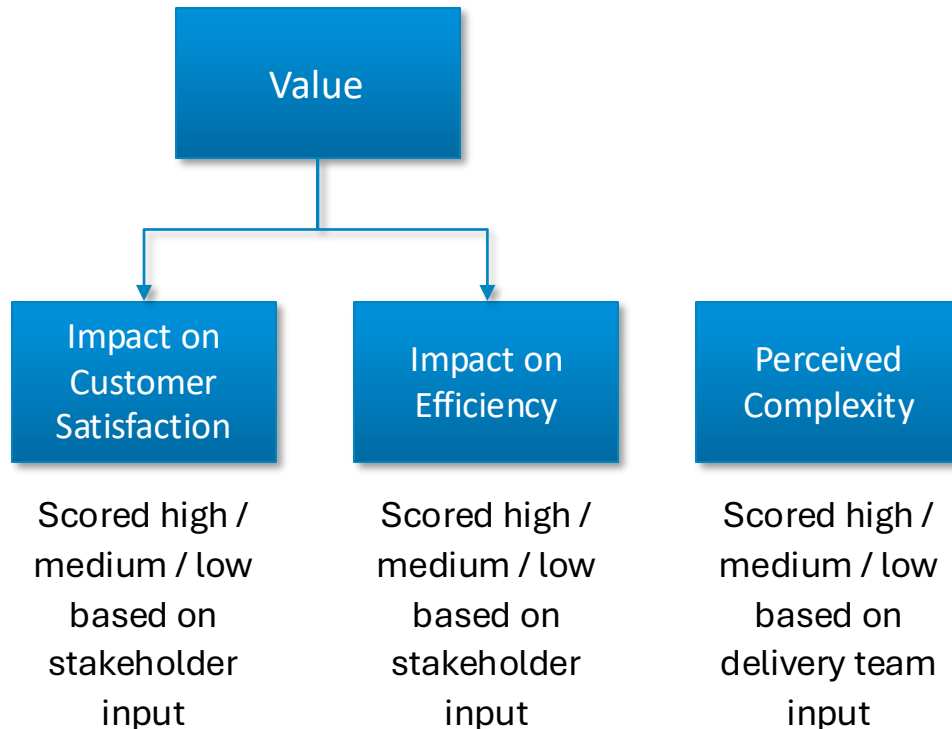 Value
Impact on
Customer
Satisfaction
Impact on
Efficiency
Perceived
Complexity
Scored high /
medium / low
based on
stakeholder
input
Scored high /
medium / low
based on
stakeholder
input
Scored high /
medium / low
based on
delivery team
input